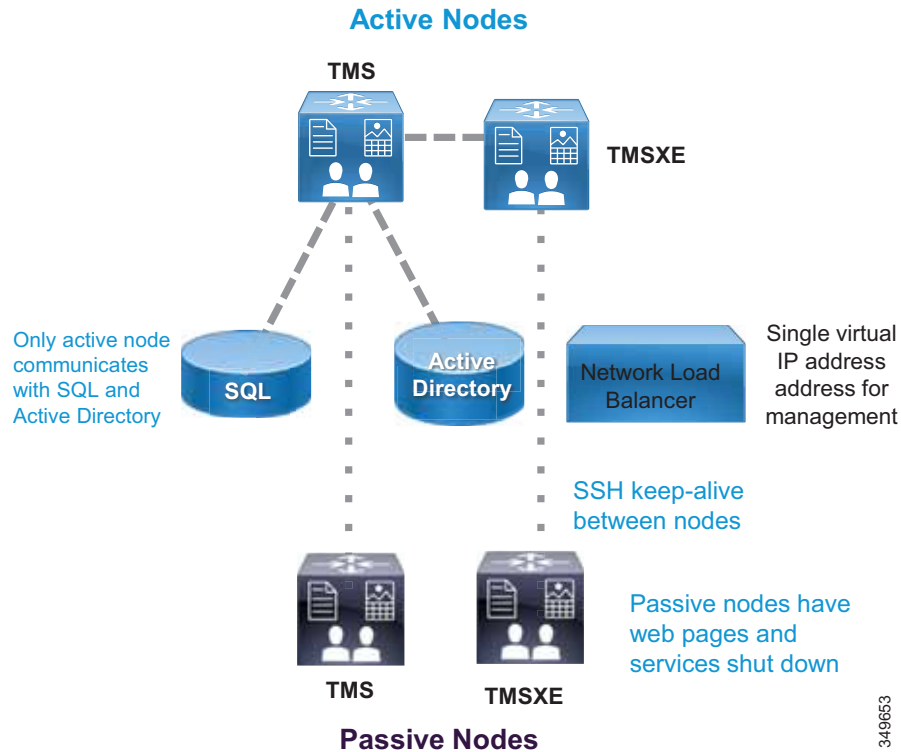 Active Nodes
TMS
TMSXE
Only active node
communicates
with SQL and
Active Directory
SQL
Active
Directory
Network Load
Balancer
Single virtual
IP address
address for
management
SSH keep-alive
between nodes
Passive nodes have
web pages and
services shut down
TMS
TMSXE
Passive Nodes
349653